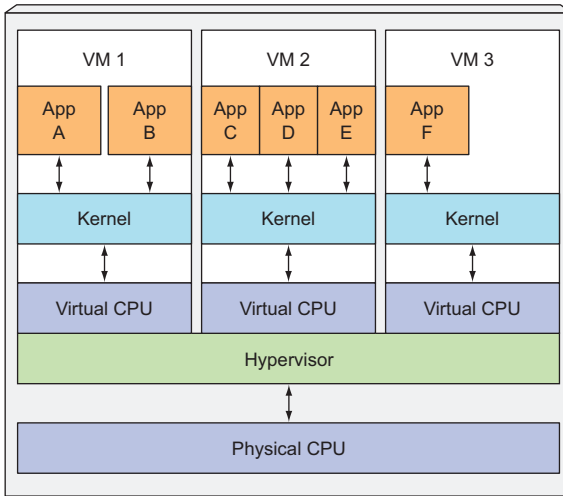 VM 1
VM 2
VM 3
App
A
App
B
App
C
App
D
App
E
App
F
Kernel
Kernel
Kernel
Virtual CPU
Virtual CPU
Virtual CPU
Hypervisor
Physical CPU